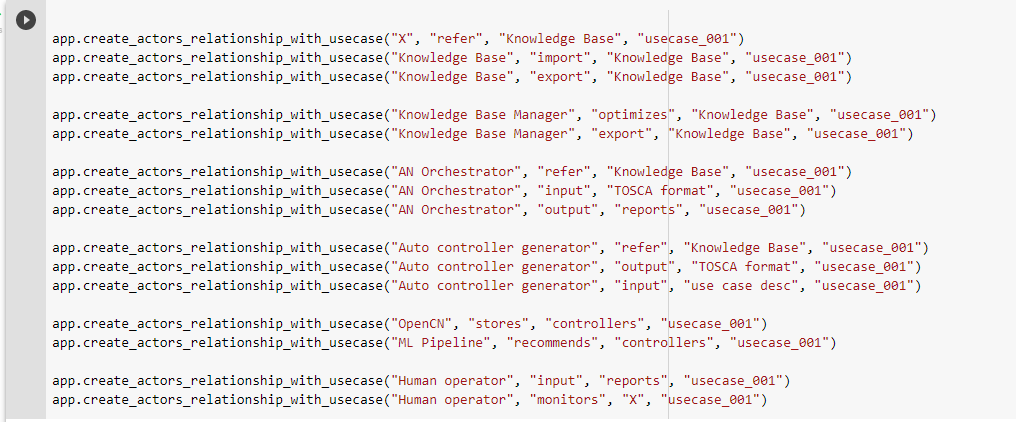 app.create_actors_relationship_with_usecase("X", "refer", "Knowledge Base", "usecase_001")
app.create_actors_relationship_with_usecase("Knowledge Base", "import", "Knowledge Base", "usecase_001")
app.create_actors_relationship_with_usecase("Knowledge Base", "export", "Knowledge Base", "usecase_001")
app.create_actors_relationship_with_usecase("Knowledge Base Manager", "optimizes", "Knowledge Base", "usecase_001")
app.create_actors_relationship_with_usecase("Knowledge Base Manager", "export", "Knowledge Base", "usecase_001")
app.create_actors_relationship_with_usecase("AN Orchestrator", "refer", "Knowledge Base", "usecase_001")
app.create_actors_relationship_with_usecase("AN Orchestrator", "input", "TOSCA format", "usecase_001")
app.create_actors_relationship_with_usecase("AN Orchestrator", "output", "reports", "usecase_001")
app.create_actors_relationship_with_usecase("Auto controller generator", "refer", "Knowledge Base", "usecase_001")
app.create_actors_relationship_with_usecase("Auto controller generator", "output", "TOSCA format", "usecase_001")
app.create_actors_relationship_with_usecase("Auto controller generator", "input", "use case desc", "usecase_001")
app.create_actors_relationship_with_usecase("OpenCN", "stores", "controllers", "usecase_001")
app.create_actors_relationship_with_usecase("ML Pipeline", "recommends", "controllers", "usecase_001")
app.create_actors_relationship_with_usecase("Human operator", "input", "reports", "usecase_001")
app.create_actors_relationship_with_usecase("Human operator", "monitors", "X", "usecase_001")